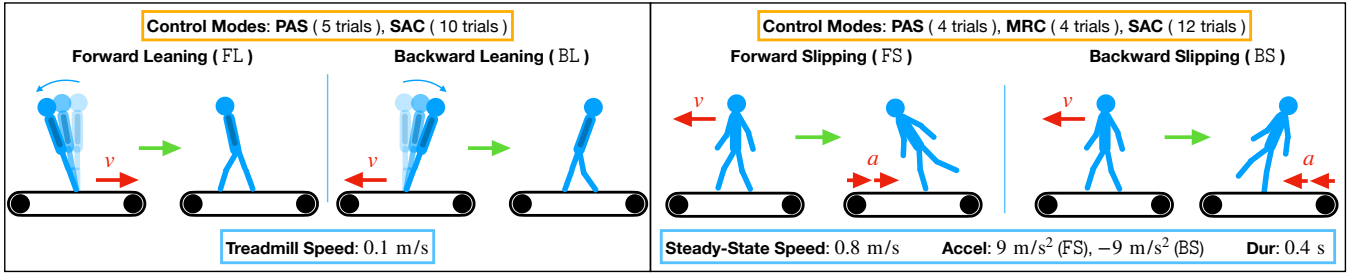 Control Modes: PAS ( 5 trials ), SAC ( 10 trials )
Forward Leaning ( FL )
Backward Leaning ( BL )
v
v
Treadmill Speed: 0.1 m/s
Control Modes: PAS ( 4 trials ), MRC ( 4 trials ), SAC ( 12 trials )
Forward Slipping ( FS )
Backward Slipping ( BS )
v
a
v
a
Steady-State Speed: 0.8 m/s Accel: 9 m/s² (FS), −9 m/s² (BS) Dur: 0.4 s